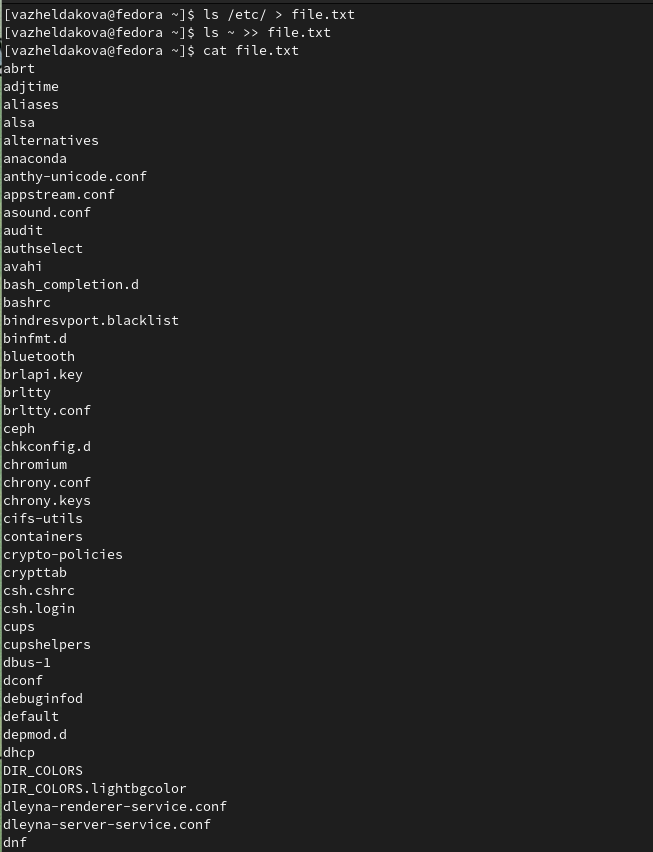 [vazheldakova@fedora ~]$ ls /etc/ > file.txt
[vazheldakova@fedora ~]$ ls ~ >> file.txt
[vazheldakova@fedora ~]$ cat file.txt
abrt
adjtime
aliases
alsa
alternatives
anaconda
anthy-unicode.conf
appstream.conf
asound.conf
audit
authselect
avahi
bash_completion.d
bashrc
bindresvport.blacklist
binfmt.d
bluetooth
brlapi.key
brltty
brltty.conf
ceph
chkconfig.d
chromium
chrony.conf
chrony.keys
cifs-utils
containers
crypto-policies
crypttab
csh.cshrc
csh.login
cups
cupshelpers
dbus-1
dconf
debuginfod
default
depmod.d
dhcp
DIR_COLORS
DIR_COLORS.lightbgcolor
dleyna-renderer-service.conf
dleyna-server-service.conf
dnf